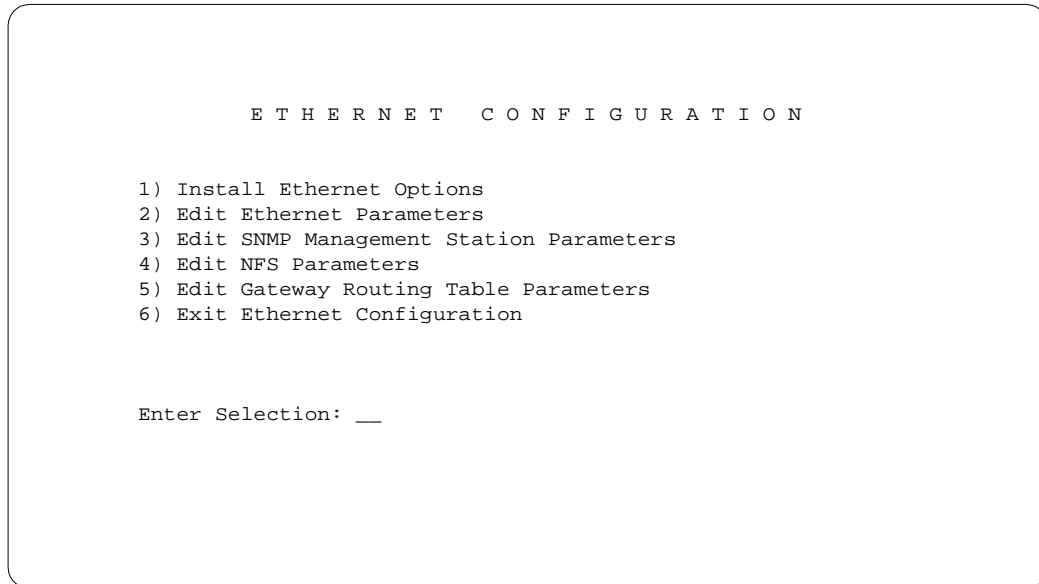 E T H E R N E T   C O N F I G U R A T I O N
1) Install Ethernet Options
2) Edit Ethernet Parameters
3) Edit SNMP Management Station Parameters
4) Edit NFS Parameters
5) Edit Gateway Routing Table Parameters
6) Exit Ethernet Configuration
Enter Selection: __